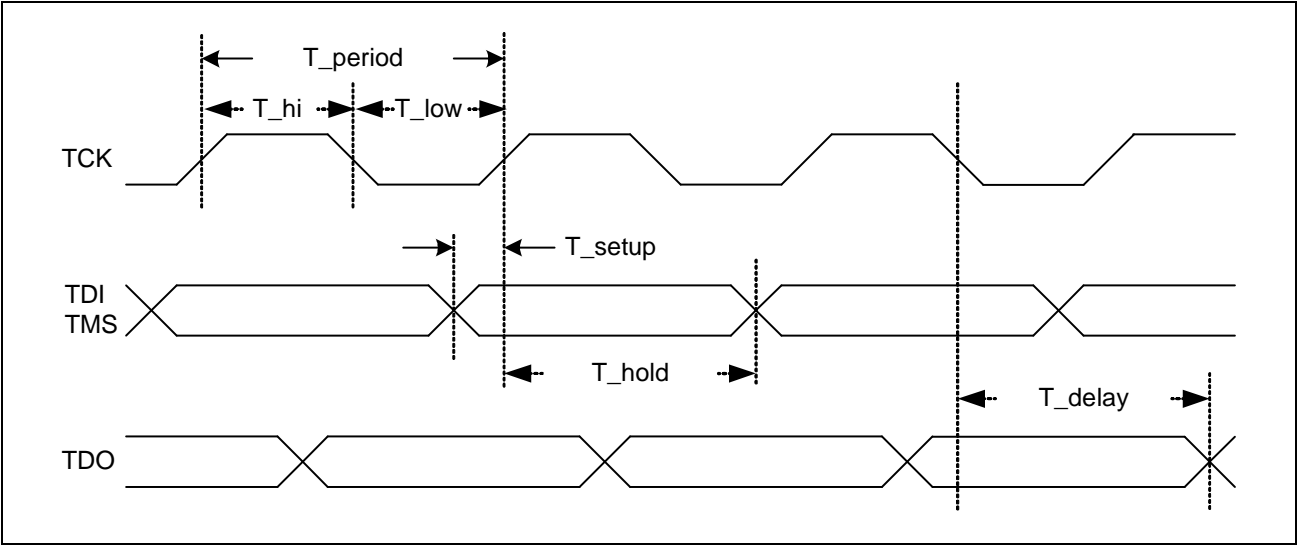 T_period
T_hi
T_low
TCK
T_setup
TDI
TMS
T_hold
T_delay
TDO